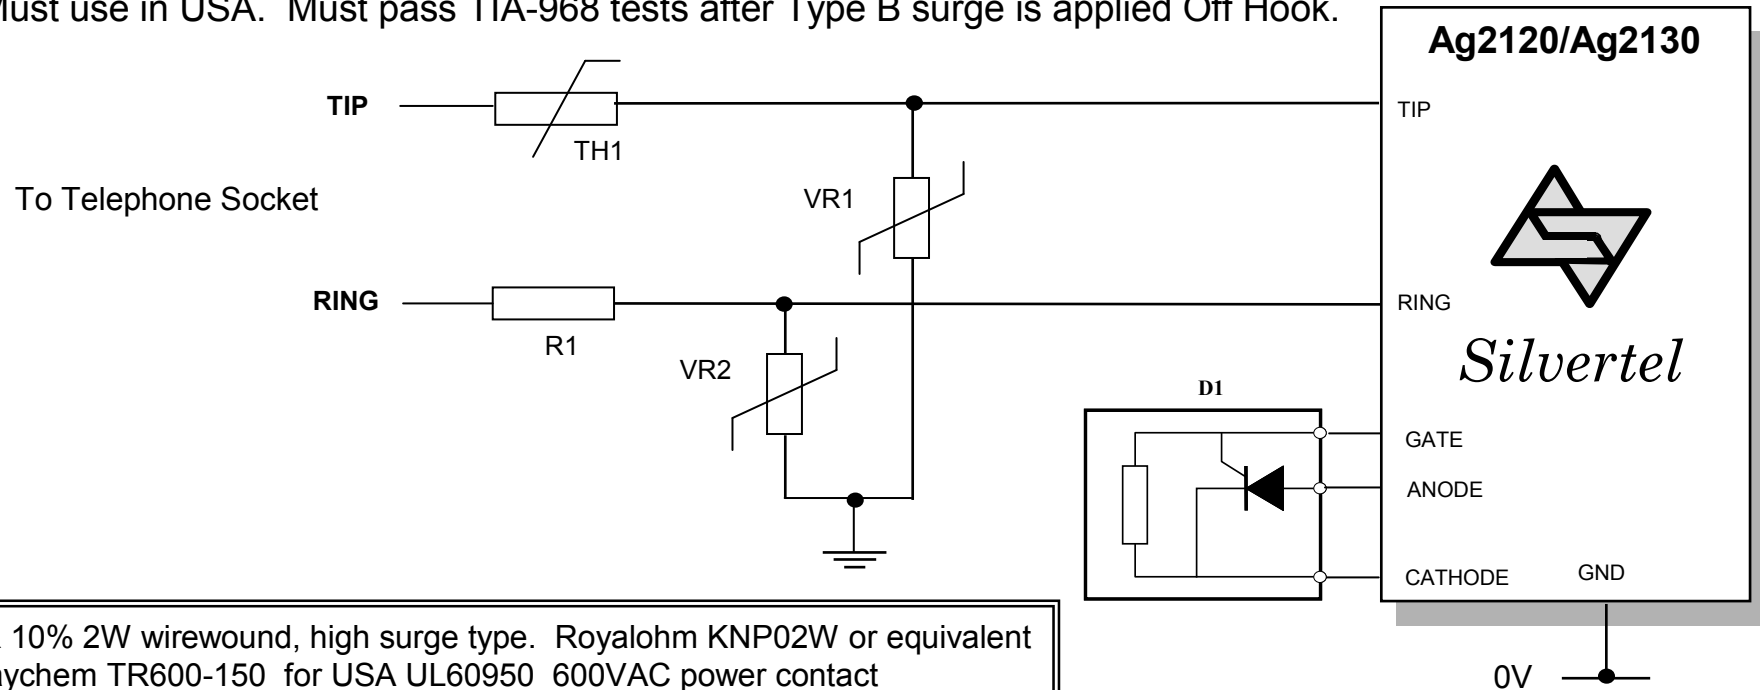 Must use in USA. Must pass TIA-968 tests after Type B surge is applied Off Hook.
Ag2120/Ag2130
TIP
TH1
TIP
To Telephone Socket
VR1
RING
R1
RING
VR2
Silvertel
D1
GATE
ANODE
CATHODE
GND
10% 2W wirewound, high surge type. Royalohm KNP02W or equivalent
TR600-150 for USA UL60950 600VAC power contact
0V